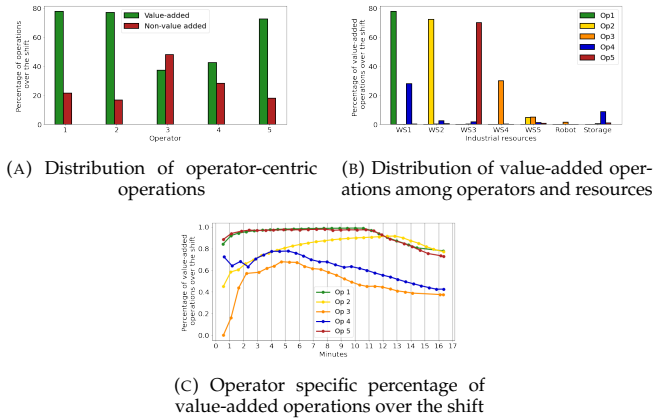 80
60
40
20
0
Percentage of operations
over the shift
Value-added
Non-value added
1 2 3 4 5
Operator
80
60
40
20
0
Percentage of value-added
operations over the shift
Op1
Op2
Op3
Op4
Op5
WS1 WS2 WS3 WS4 WS5 Robot Storage
Industrial resources
(A) Distribution of operator-centric
operations
(B) Distribution of value-added oper-
ations among operators and resources
1.0
0.8
0.6
0.4
0.2
0.0
Percentage of value-added
operations over the shift
Op 1
Op 2
Op 3
Op 4
Op 5
0 1 2 3 4 5 6 7 8 9 10 11 12 13 14 15 16 17
Minutes
(C) Operator specific percentage of
value-added operations over the shift